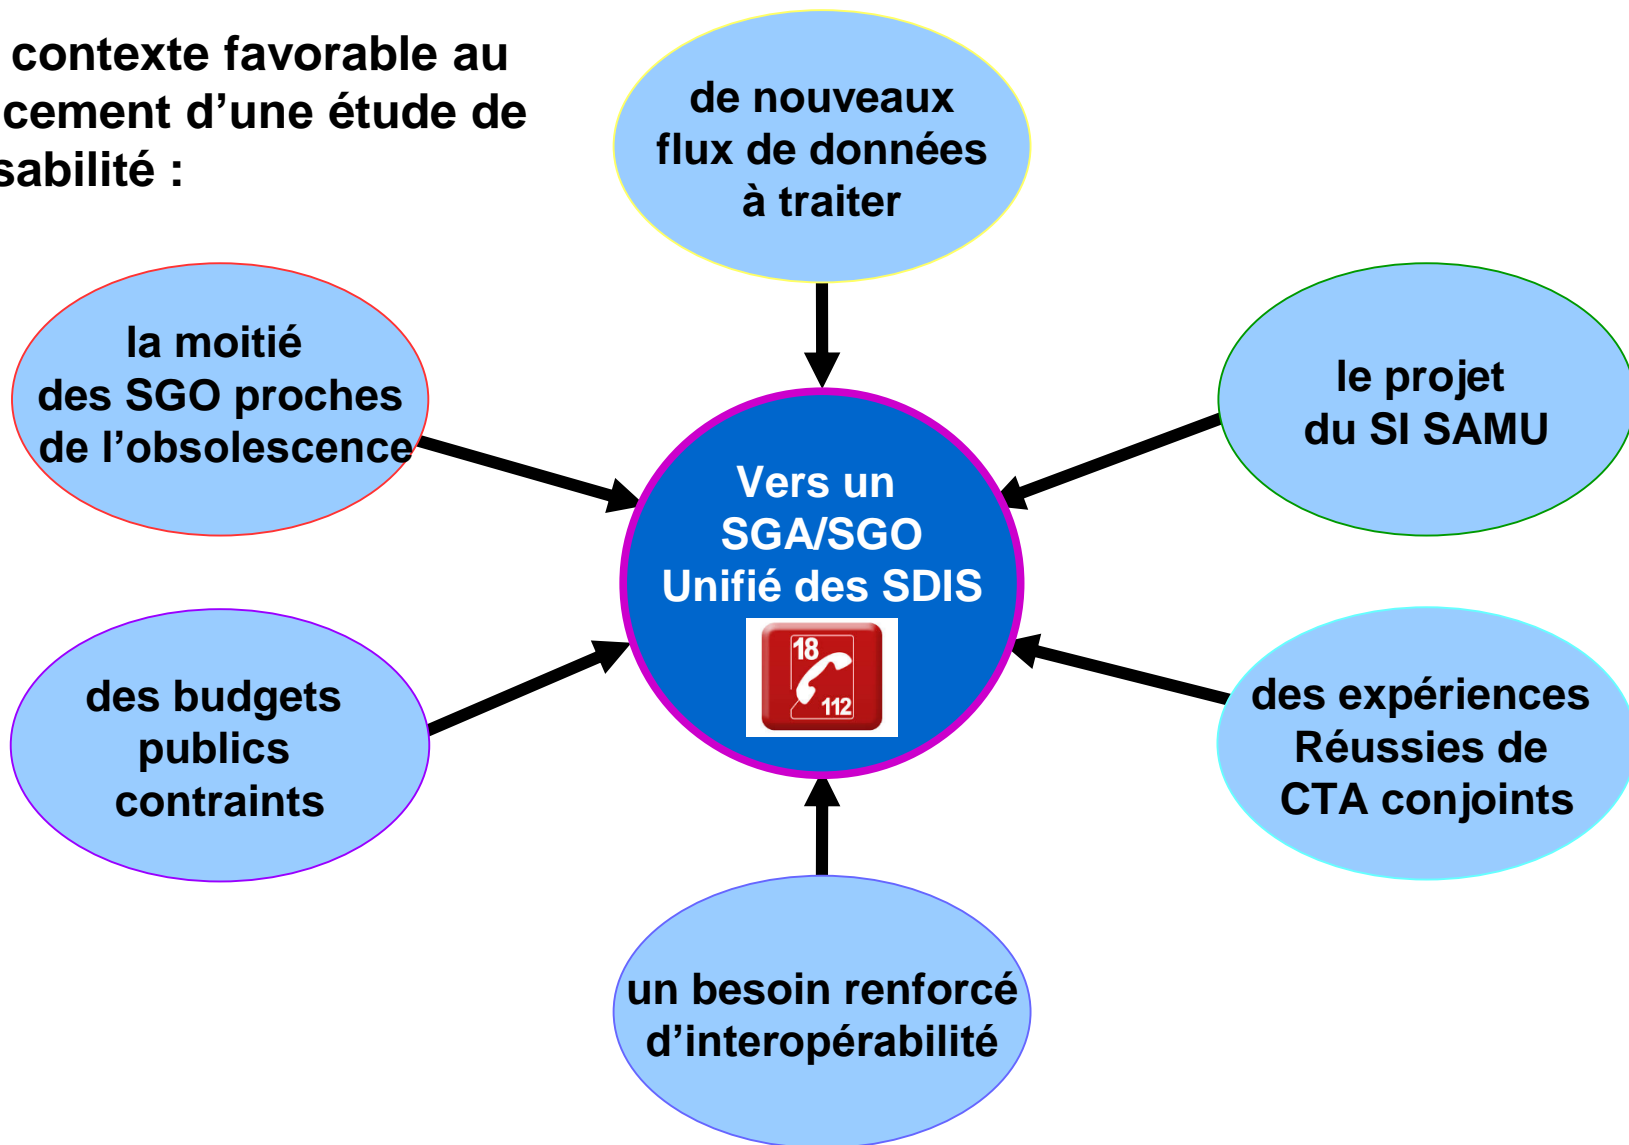 contexte favorable au
cement d’une étude de
sabilité :
de nouveaux
flux de données
à traiter
la moitié
des SGO proches
de l’obsolescence
le projet
du SI SAMU
Vers un
SGA/SGO
Unifié des SDIS
18
112
des budgets
publics
contraints
des expériences
Réussies de
CTA conjoints
un besoin renforcé
d’interopérabilité